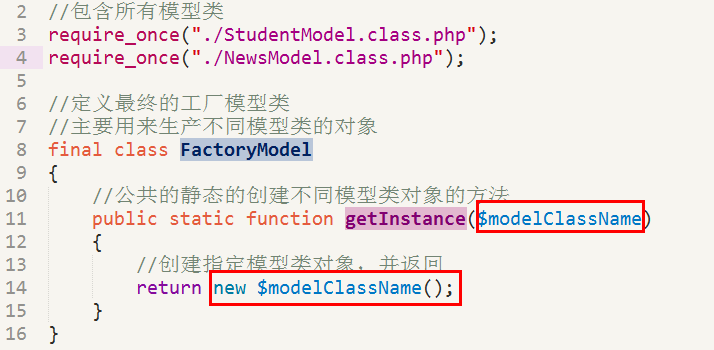 2 //包含所有模型类
3 require_once("./StudentModel.class.php");
4 require_once("./NewsModel.class.php");
5
6 //定义最终的工厂模型类
7 //主要用来生产不同模型类的对象
8 final class FactoryModel
9 {
10 //公共的静态的创建不同模型类对象的方法
11 public static function getInstance($modelClassName)
12 {
13 //创建指定模型类对象，并返回
14 return new $modelClassName();
15 }
16 }